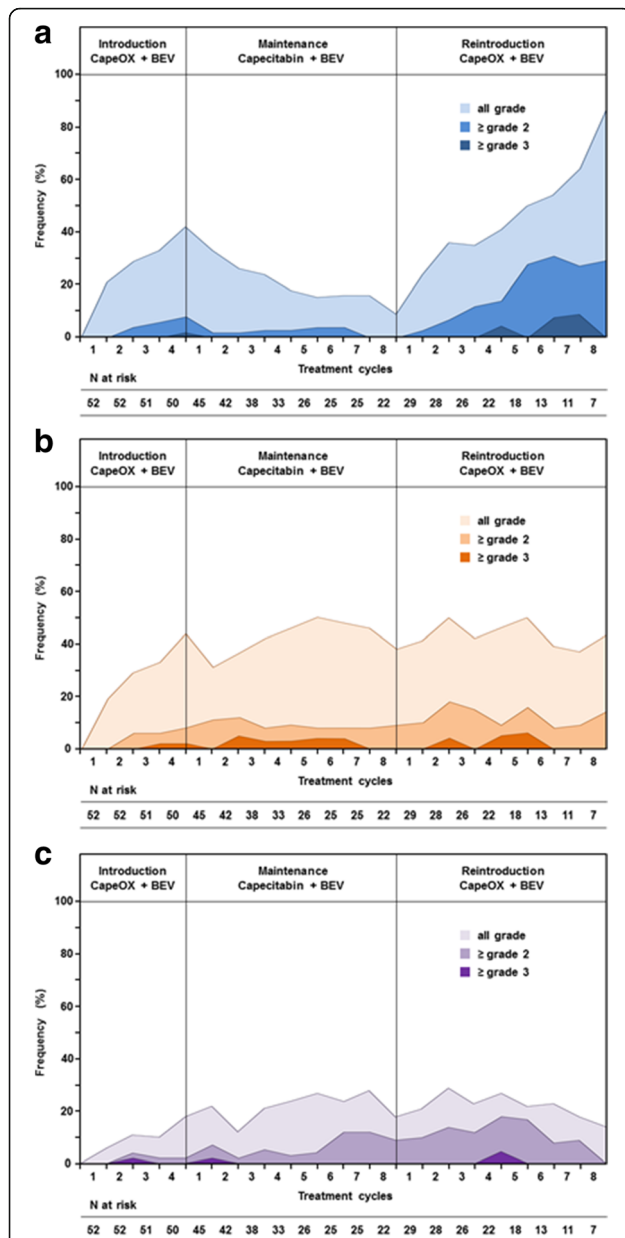 a
Introduction
CapeOX + BEV
Maintenance
Capecitabin + BEV
Reintroduction
CapeOX + BEV
100
80
60
40
20
0
Frequency (%)
all grade
≥ grade 2
≥ grade 3
1 2 3 4 1 2 3 4 5 6 7 8 1 2 3 4 5 6 7 8
Treatment cycles
N at risk
52 52 51 50 45 42 38 33 26 25 25 22 29 28 26 22 18 13 11 7
b
Introduction
CapeOX + BEV
Maintenance
Capecitabin + BEV
Reintroduction
CapeOX + BEV
100
80
60
40
20
0
Frequency (%)
all grade
≥ grade 2
≥ grade 3
1 2 3 4 1 2 3 4 5 6 7 8 1 2 3 4 5 6 7 8
Treatment cycles
N at risk
52 52 51 50 45 42 38 33 26 25 25 22 29 28 26 22 18 13 11 7
c
Introduction
CapeOX + BEV
Maintenance
Capecitabin + BEV
Reintroduction
CapeOX + BEV
100
80
60
40
20
0
Frequency (%)
all grade
≥ grade 2
≥ grade 3
1 2 3 4 1 2 3 4 5 6 7 8 1 2 3 4 5 6 7 8
Treatment cycles
N at risk
52 52 51 50 45 42 38 33 26 25 25 22 29 28 26 22 18 13 11 7